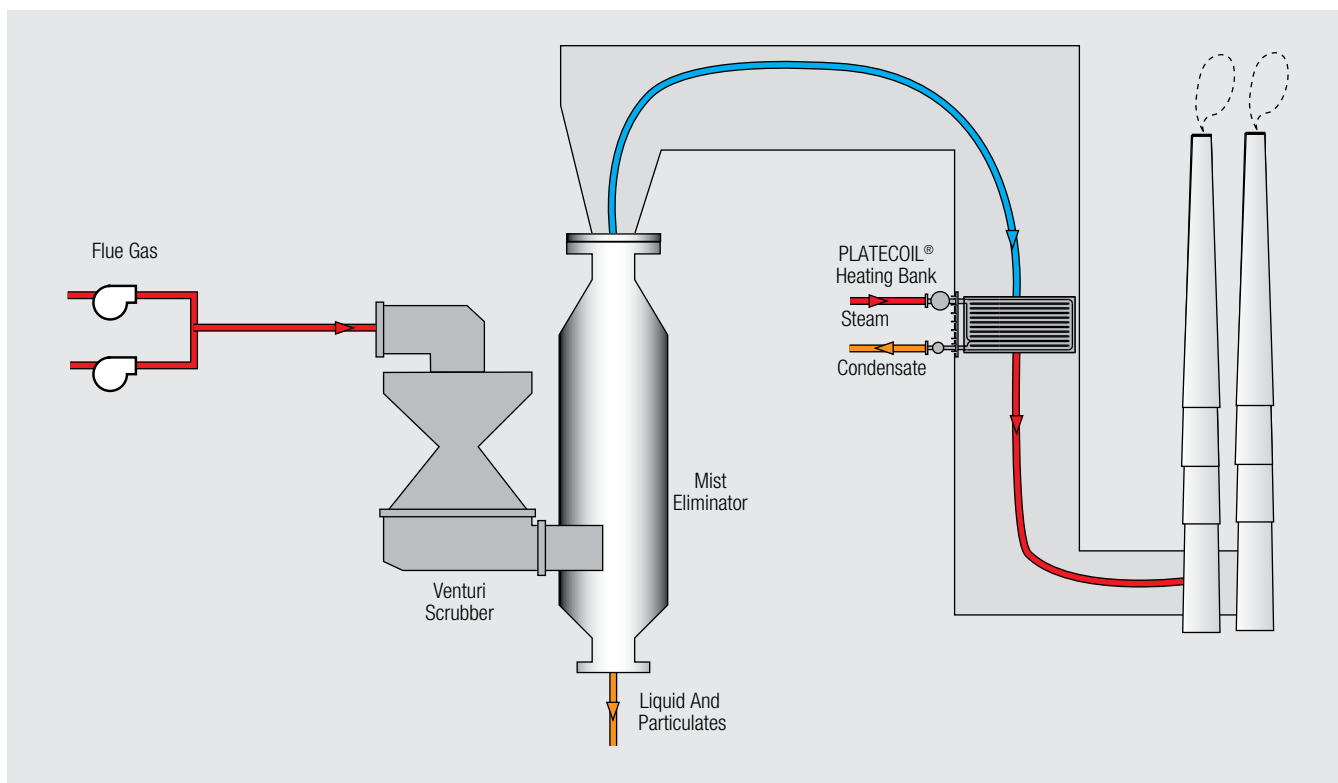 Flue Gas
PLATECOIL®
Heating Bank
Steam
Condensate
Mist
Eliminator
Venturi
Scrubber
Liquid And
Particulates